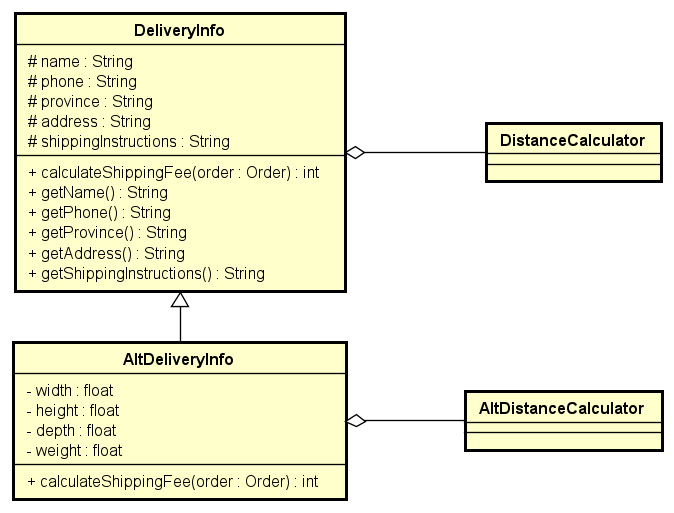 DeliveryInfo
# name : String
# phone : String
# province : String
# address : String
# shippingInstructions : String
+ calculateShippingFee(order : Order) : int
+ getName() : String
+ getPhone() : String
+ getProvince() : String
+ getAddress() : String
+ getShippingInstructions() : String
DistanceCalculator
AltDeliveryInfo
- width : float
- height : float
- depth : float
- weight : float
+ calculateShippingFee(order : Order) : int
AltDistanceCalculator